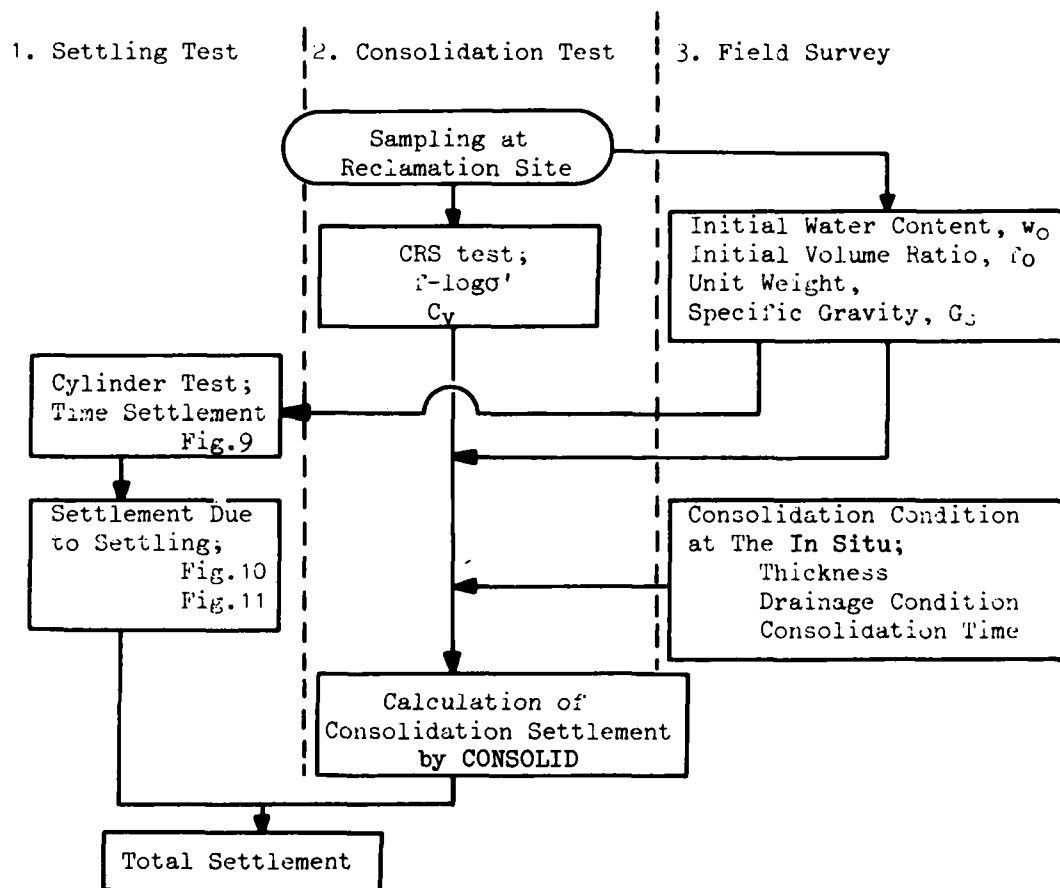 1. Settling Test
2. Consolidation Test
3. Field Survey
Sampling at
Reclamation Site
CRS test;
f-logσ'
Cv
Initial Water Content, wo
Initial Volume Ratio, fo
Unit Weight,
Specific Gravity, Gs
Cylinder Test;
Time Settlement
Fig.9
Settlement Due
to Settling;
Fig.10
Fig.11
Consolidation Condition
at The In Situ;
Thickness
Drainage Condition
Consolidation Time
Calculation of
Consolidation Settlement
by CONSOLID
Total Settlement